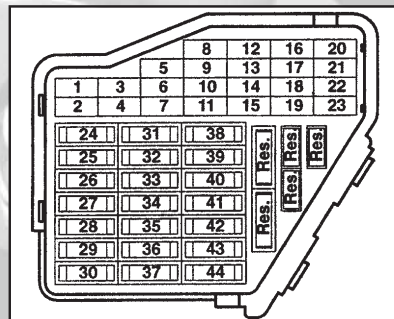 8 12 16 20
5 9 13 17 21
1 3 6 10 14 18 22
2 4 7 11 15 19 23
24 31 38
25 32 39
26 33 40
27 34 41
28 35 42
29 36 43
30 37 44
Res. Res. Res.
Res. Res.